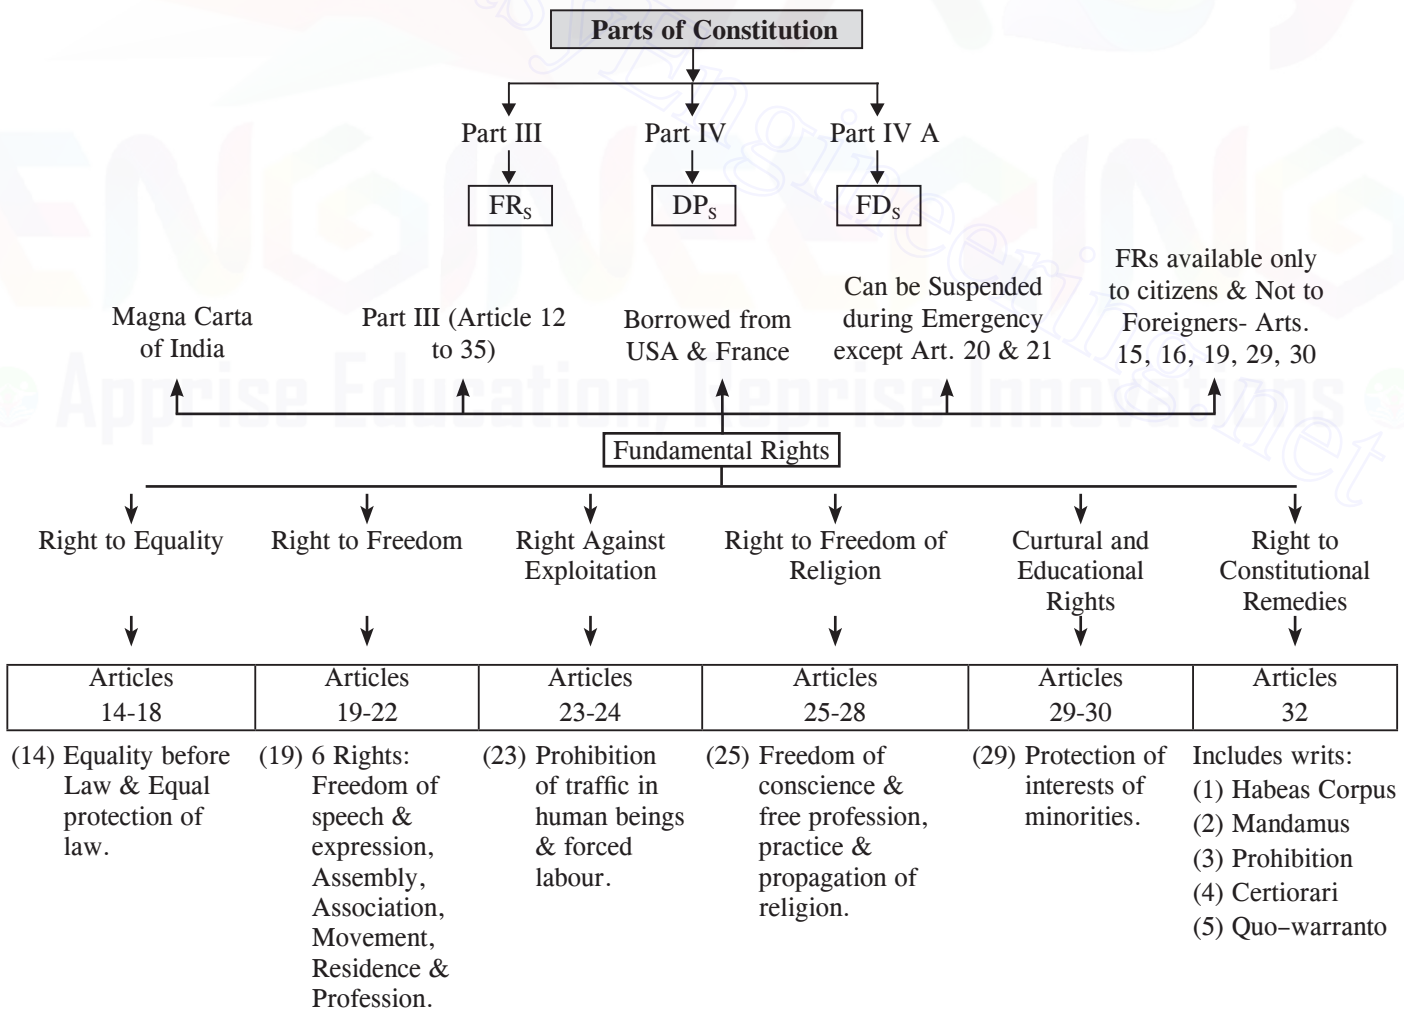 Parts of Constitution
Part III
Part IV
Part IV A
FRS
DPS
FDS
Magna Carta
of India
Part III (Article 12
to 35)
Borrowed from
USA & France
Can be Suspended
during Emergency
except Art. 20 & 21
FRs available only
to citizens & Not to
Foreigners- Arts.
15, 16, 19, 29, 30
Fundamental Rights
Right to Equality
Right to Freedom
Right Against
Exploitation
Right to Freedom of
Religion
Curtural and
Educational
Rights
Right to
Constitutional
Remedies
Articles
14-18
Articles
19-22
Articles
23-24
Articles
25-28
Articles
29-30
Articles
32
(14) Equality before
Law & Equal
protection of
law.
(19) 6 Rights:
Freedom of
speech &
expression,
Assembly,
Association,
Movement,
Residence &
Profession.
(23) Prohibition
of traffic in
human beings
& forced
labour.
(25) Freedom of
conscience &
free profession,
practice &
propagation of
religion.
(29) Protection of
interests of
minorities.
Includes writs:
(1) Habeas Corpus
(2) Mandamus
(3) Prohibition
(4) Certiorari
(5) Quo-warranto
ENGINEERING
Apprise Education, Reprise Innovations
syEngineering.net